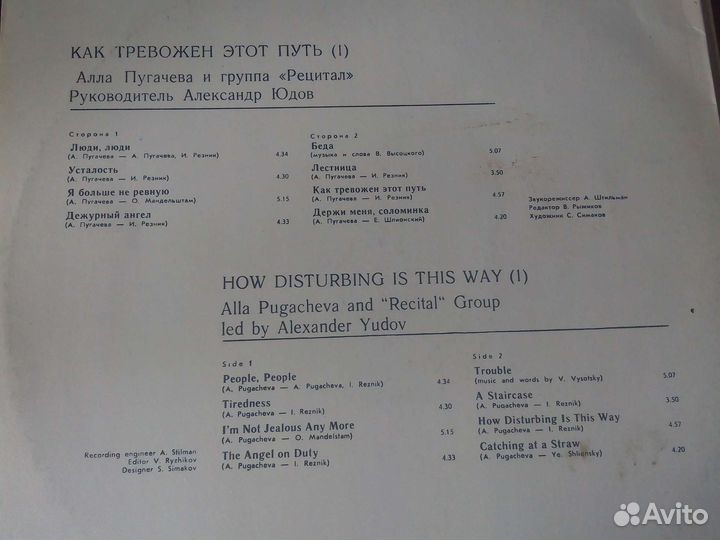 КАК ТРЕВОЖЕН ЭТОТ ПУТЬ (1)
Алла Пугачева и группа «Рецитал»
Руководитель Александр Юдов
Сторона 1
Люди, люди
(А. Пугачева — А. Пугачева, И. Резник) 4.34
Усталость
(А. Пугачева — И. Резник) 4.30
Я больше не ревную
(А. Пугачева — О. Мандельштам) 5.15
Дежурный ангел
(А. Пугачева — И. Резник) 4.33
Сторона 2
Беда
(музыка и слова В. Высоцкого) 5.07
Лестница
(А. Пугачева — И. Резник) 3.50
Как тревожен этот путь
(А. Пугачева — И. Резник) 4.57
Держи меня, соломинка
(А. Пугачева — Е. Шлионский) 4.20
Звукорежиссер А. Штильман
Редактор В. Рыжиков
Художник С. Симаков
HOW DISTURBING IS THIS WAY (1)
Alla Pugacheva and "Recital" Group
led by Alexander Yudov
Side 1
People, People
(A. Pugacheva — A. Pugacheva, I. Reznik) 4.34
Tiredness
(A. Pugacheva — I. Reznik) 4.30
I'm Not Jealous Any More
(A. Pugacheva — O. Mandelstam) 5.15
The Angel on Duty
(A. Pugacheva — I. Reznik) 4.33
Side 2
Trouble
(music and words by V. Vysotsky) 5.07
A Staircase
(A. Pugacheva — I. Reznik) 3.50
How Disturbing Is This Way
(A. Pugacheva — I. Reznik) 4.57
Catching at a Straw
(A. Pugacheva — Ye. Shliensky) 4.20
Recording engineer A. Stilman
Editor V. Ryzhikov
Designer S. Simakov
Avito